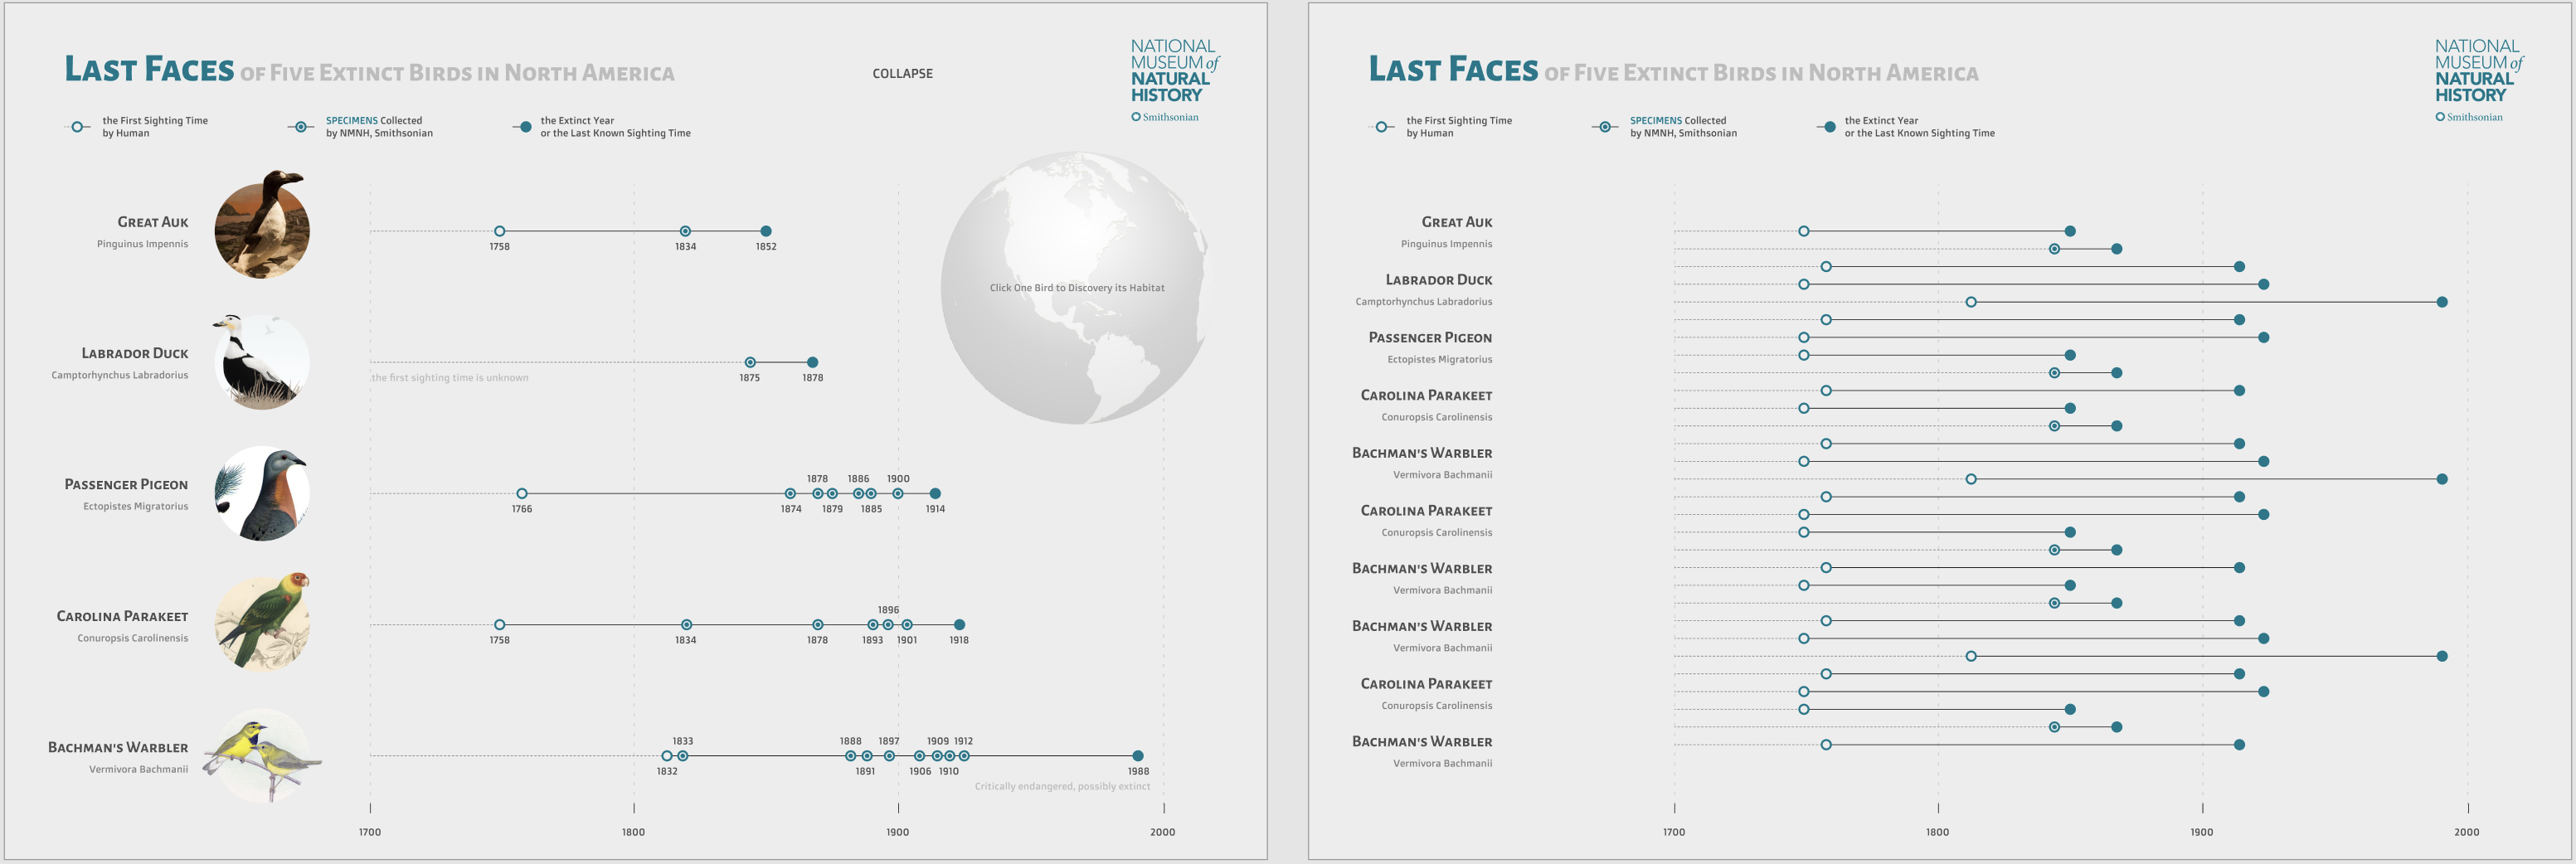 LAST FACES OF FIVE EXTINCT BIRDS IN NORTH AMERICA
COLLAPSE
NATIONAL
MUSEUM of
NATURAL
HISTORY
Smithsonian
the First Sighting Time
by Human
SPECIMENS Collected
by NMNH, Smithsonian
the Extinct Year
or the Last Known Sighting Time
GREAT AUK
Pinguinus Impennis
1758
1834
1852
Click One Bird to Discovery its Habitat
LABRADOR DUCK
Camptorhynchus Labradorius
the first sighting time is unknown
1875
1878
PASSENGER PIGEON
Ectopistes Migratorius
1878
1886
1900
1766
1874
1879
1885
1914
CAROLINA PARAKEET
Conuropsis Carolinensis
1896
1758
1834
1878
1893
1901
1918
BACHMAN'S WARBLER
Vermivora Bachmanii
1833
1888
1897
1909
1912
1832
1891
1906
1910
1988
Critically endangered, possibly extinct
1700
1800
1900
2000
LAST FACES OF FIVE EXTINCT BIRDS IN NORTH AMERICA
NATIONAL
MUSEUM of
NATURAL
HISTORY
Smithsonian
the First Sighting Time
by Human
SPECIMENS Collected
by NMNH, Smithsonian
the Extinct Year
or the Last Known Sighting Time
GREAT AUK
Pinguinus Impennis
LABRADOR DUCK
Camptorhynchus Labradorius
PASSENGER PIGEON
Ectopistes Migratorius
CAROLINA PARAKEET
Conuropsis Carolinensis
BACHMAN'S WARBLER
Vermivora Bachmanii
CAROLINA PARAKEET
Conuropsis Carolinensis
BACHMAN'S WARBLER
Vermivora Bachmanii
BACHMAN'S WARBLER
Vermivora Bachmanii
CAROLINA PARAKEET
Conuropsis Carolinensis
BACHMAN'S WARBLER
Vermivora Bachmanii
1700
1800
1900
2000